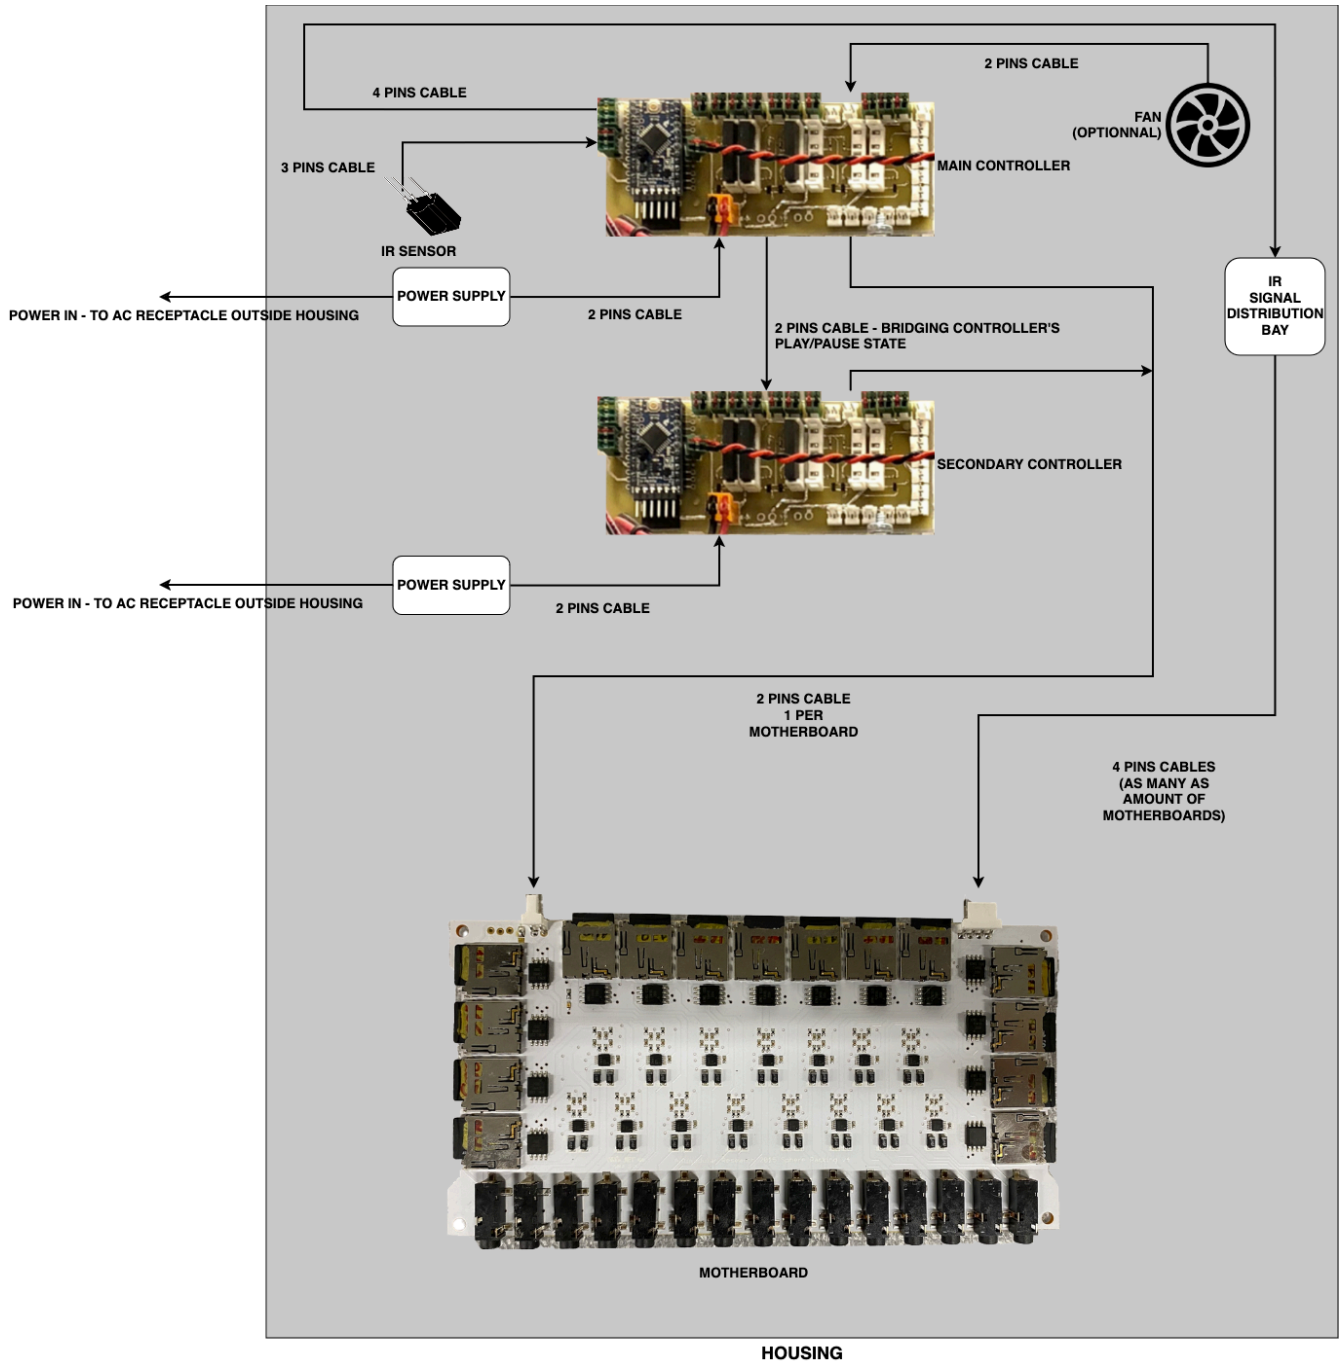 2 PINS CABLE
4 PINS CABLE
FAN
(OPTIONNAL)
3 PINS CABLE
MAIN CONTROLLER
IR SENSOR
POWER SUPPLY
IR
SIGNAL
DISTRIBUTION
BAY
POWER IN - TO AC RECEPTACLE OUTSIDE HOUSING
2 PINS CABLE
2 PINS CABLE - BRIDGING CONTROLLER'S
PLAY/PAUSE STATE
SECONDARY CONTROLLER
POWER SUPPLY
POWER IN - TO AC RECEPTACLE OUTSIDE HOUSING
2 PINS CABLE
2 PINS CABLE
1 PER
MOTHERBOARD
4 PINS CABLES
(AS MANY AS
AMOUNT OF
MOTHERBOARDS)
MOTHERBOARD
HOUSING